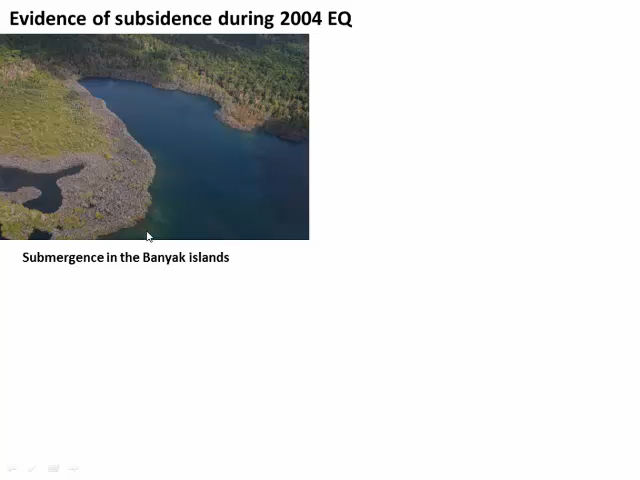 Evidence of subsidence during 2004 EQ
Submergence in the Banyak islands